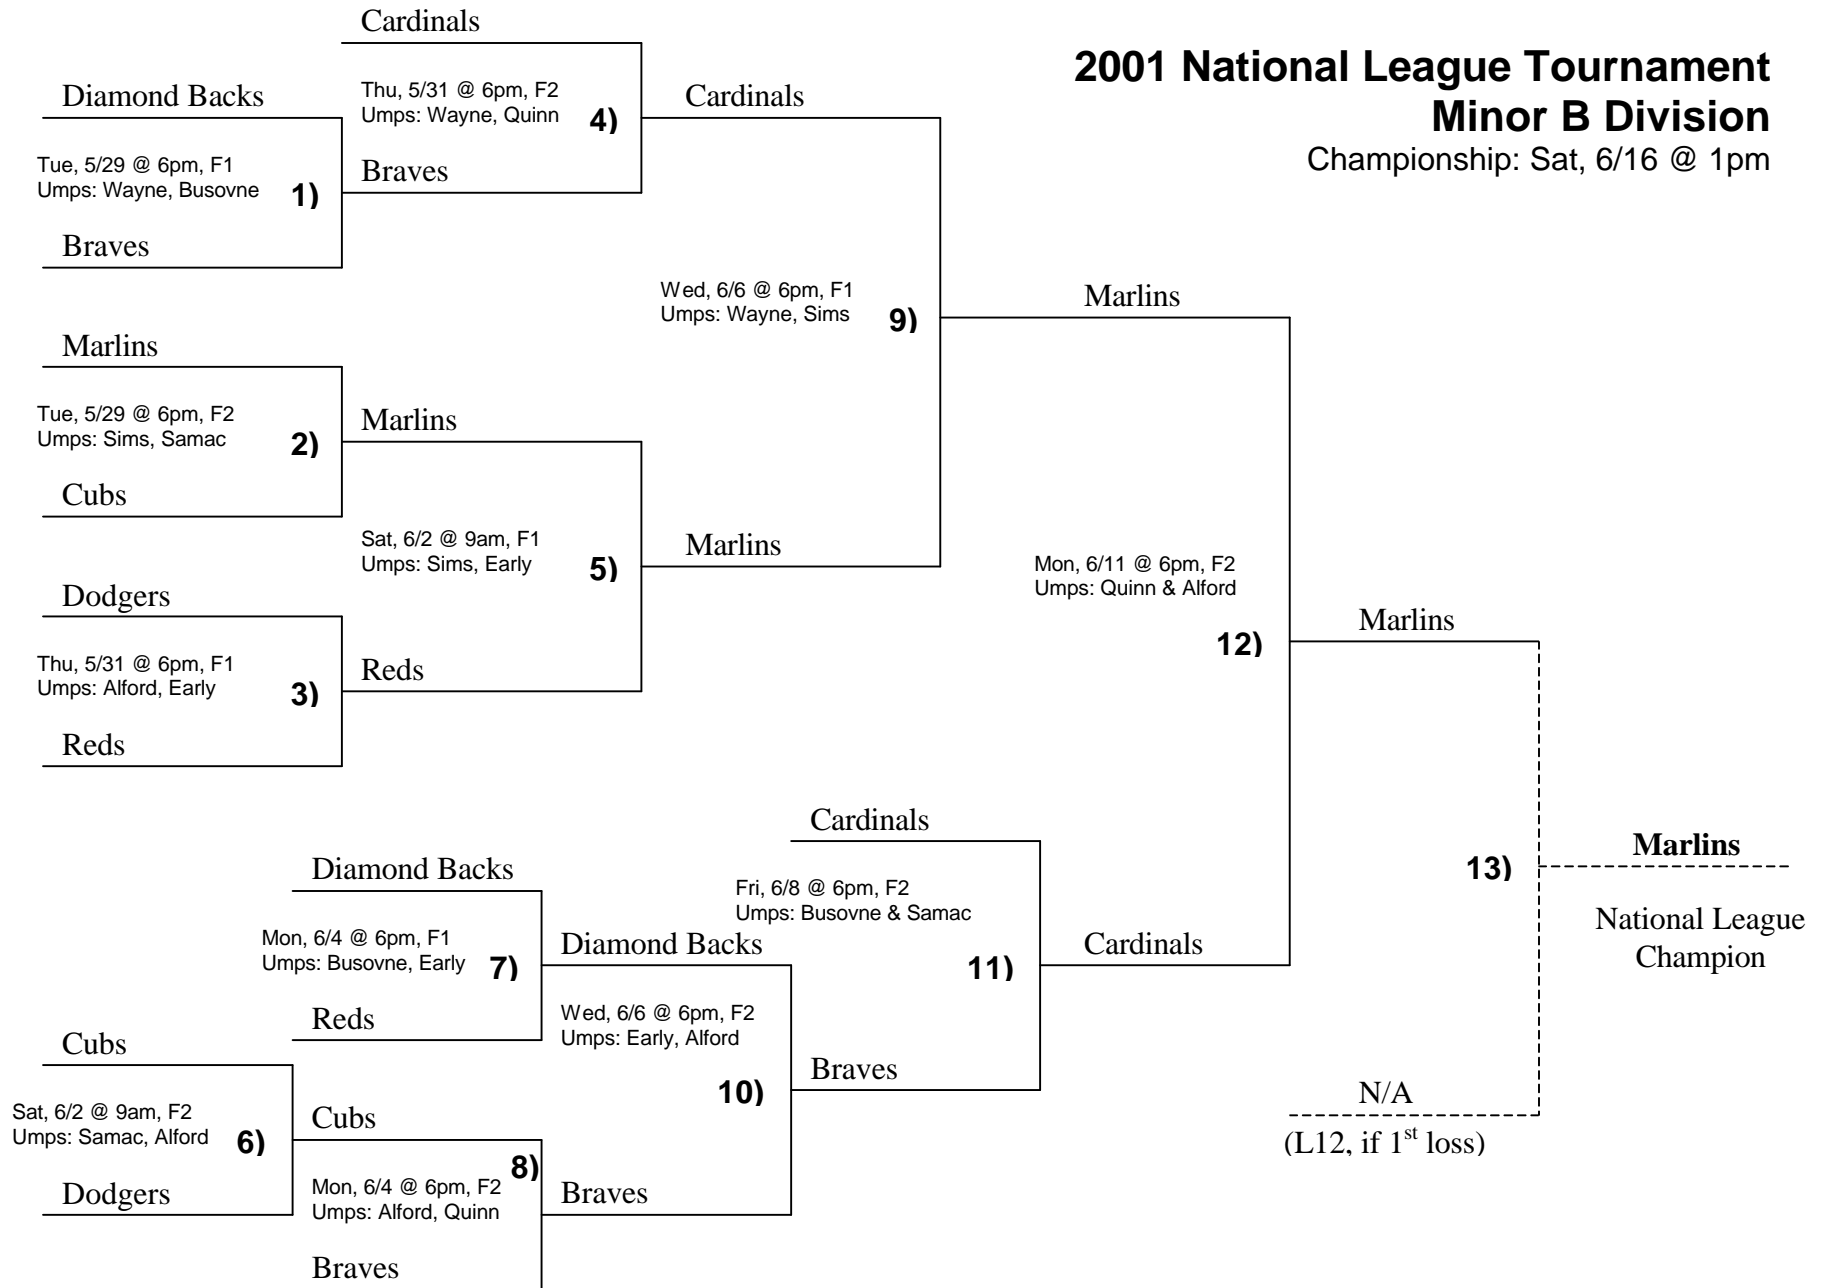 Cardinals
2001 National League Tournament
Minor B Division
Championship: Sat, 6/16 @ 1pm
Diamond Backs
Thu, 5/31 @ 6pm, F2
Umps: Wayne, Quinn
4)
Cardinals
Tue, 5/29 @ 6pm, F1
Umps: Wayne, Busovne
1)
Braves
Braves
Wed, 6/6 @ 6pm, F1
Umps: Wayne, Sims
9)
Marlins
Marlins
Tue, 5/29 @ 6pm, F2
Umps: Sims, Samac
2)
Marlins
Cubs
Sat, 6/2 @ 9am, F1
Umps: Sims, Early
5)
Marlins
Mon, 6/11 @ 6pm, F2
Umps: Quinn & Alford
12)
Marlins
Dodgers
Thu, 5/31 @ 6pm, F1
Umps: Alford, Early
3)
Reds
Reds
Cardinals
Diamond Backs
Fri, 6/8 @ 6pm, F2
Umps: Busovne & Samac
11)
Cardinals
13)
Marlins
National League
Champion
Mon, 6/4 @ 6pm, F1
Umps: Busovne, Early
7)
Diamond Backs
Reds
Wed, 6/6 @ 6pm, F2
Umps: Early, Alford
10)
Braves
Cubs
Sat, 6/2 @ 9am, F2
Umps: Samac, Alford
6)
Cubs
N/A
(L12, if 1st loss)
8)
Dodgers
Mon, 6/4 @ 6pm, F2
Umps: Alford, Quinn
Braves
Braves